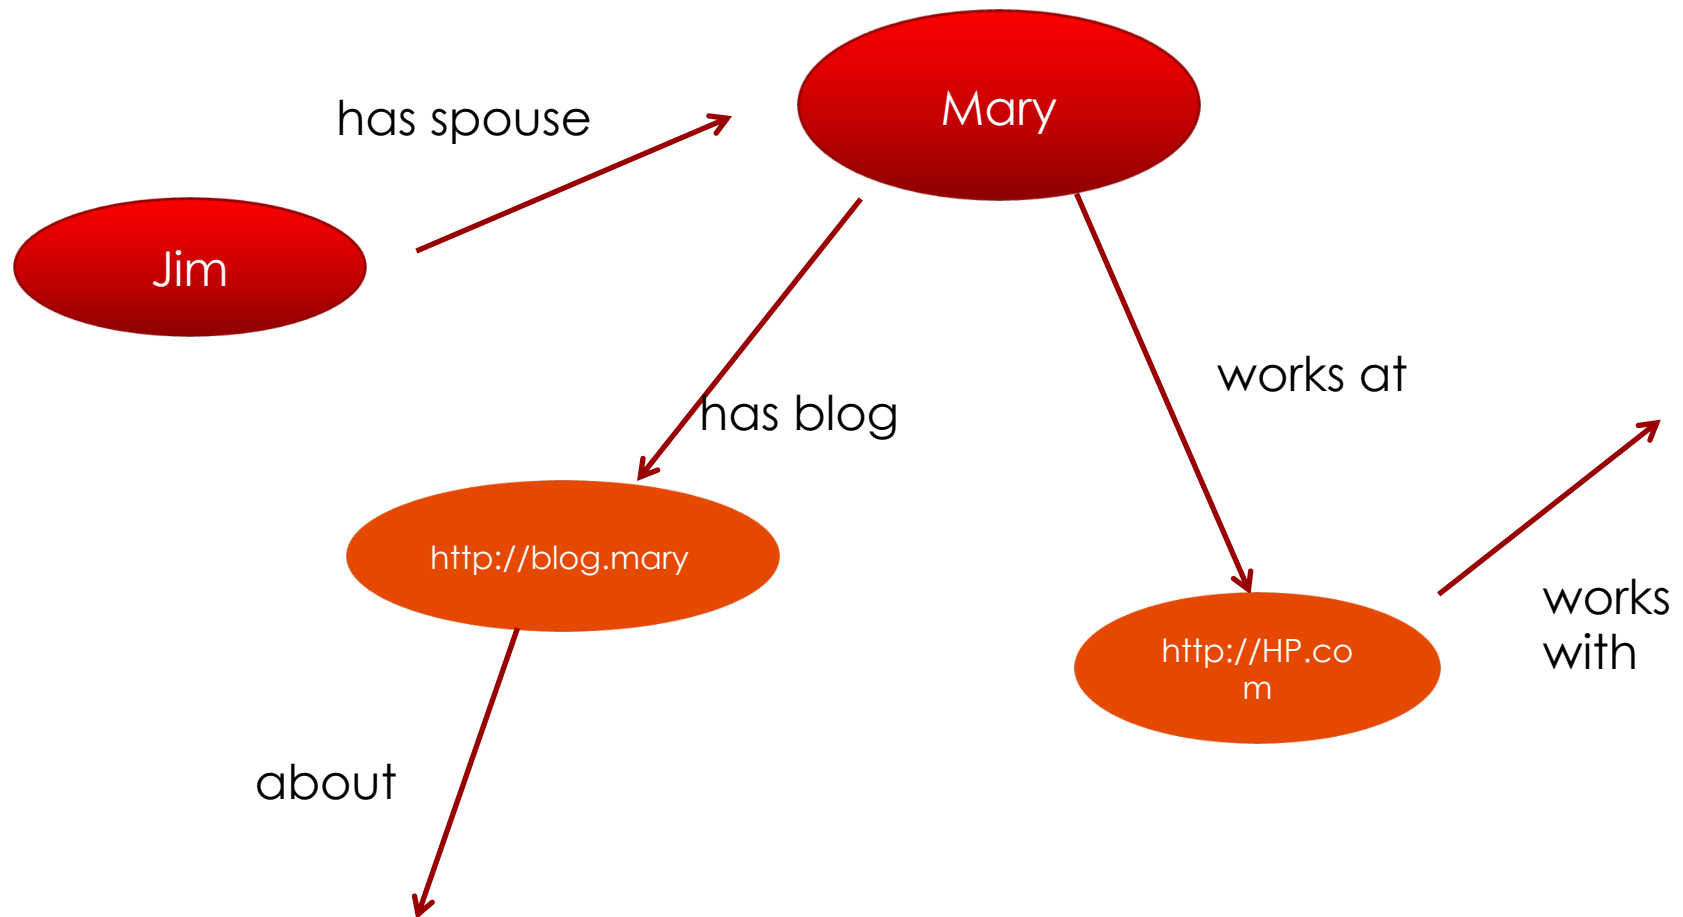 Mary
has spouse
Jim
works at
has blog
http://blog.mary
works
with
http://HP.co
m
about